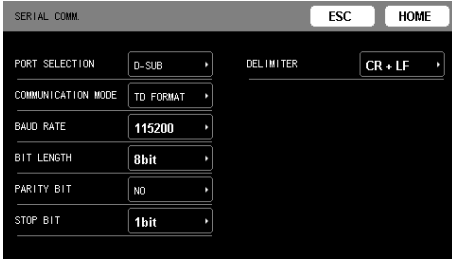 SERIAL COMM. ESC HOME
PORT SELECTION D-SUB DELIMITER CR + LF
COMMUNICATION MODE TD FORMAT
BAUD RATE 115200
BIT LENGTH 8bit
PARITY BIT NO
STOP BIT 1bit